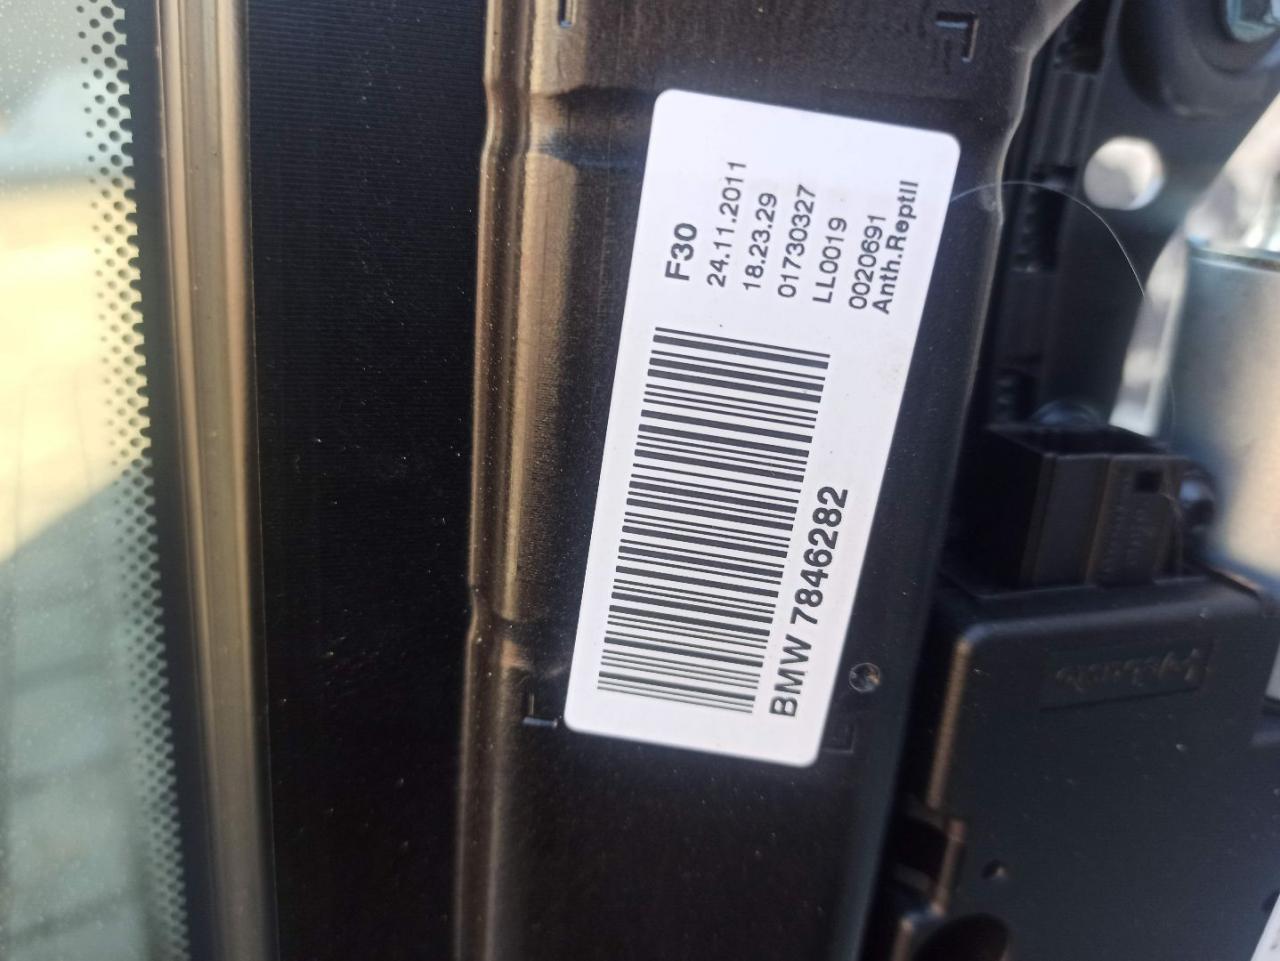 F30
24.11.2011
18.23.29
01730327
LL0019
0020691
Anth.ReptII
BMW 7846282